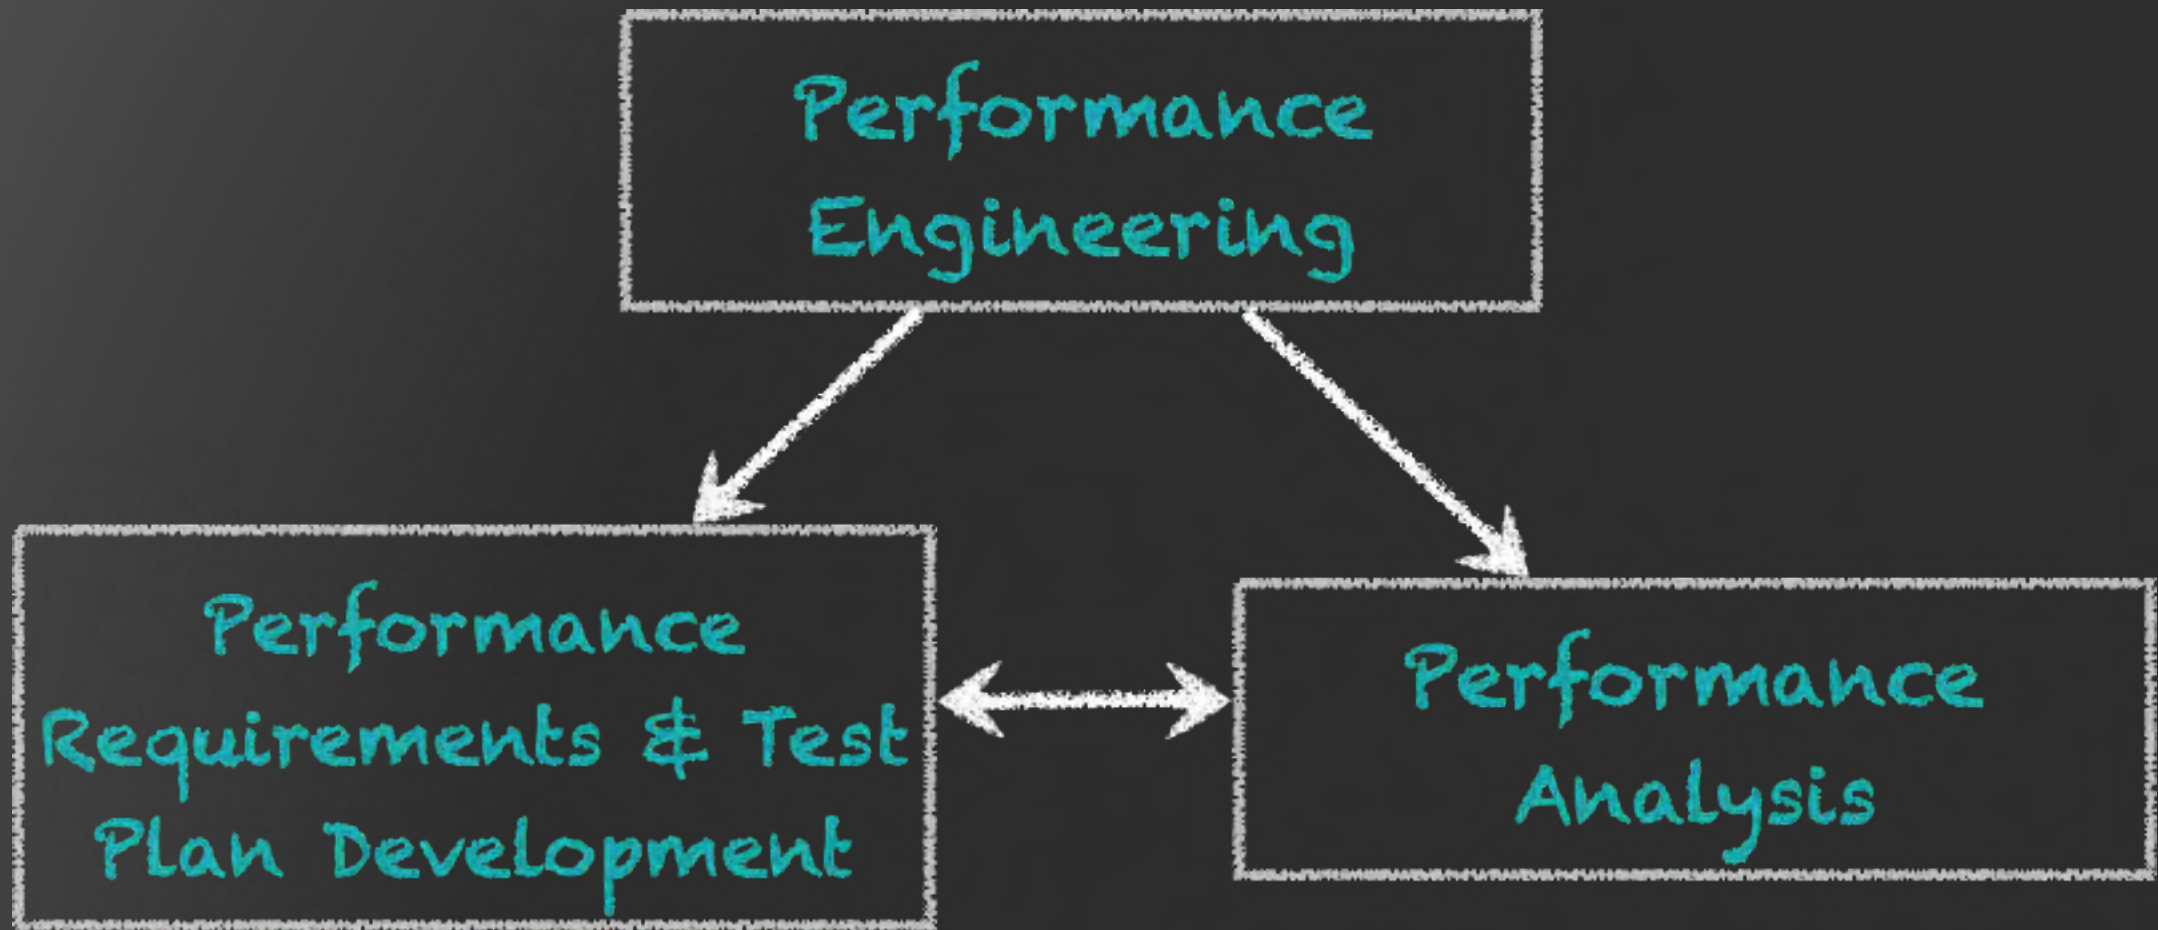 Performance
Engineering
Performance
Requirements & Test
Plan Development
Performance
Analysis